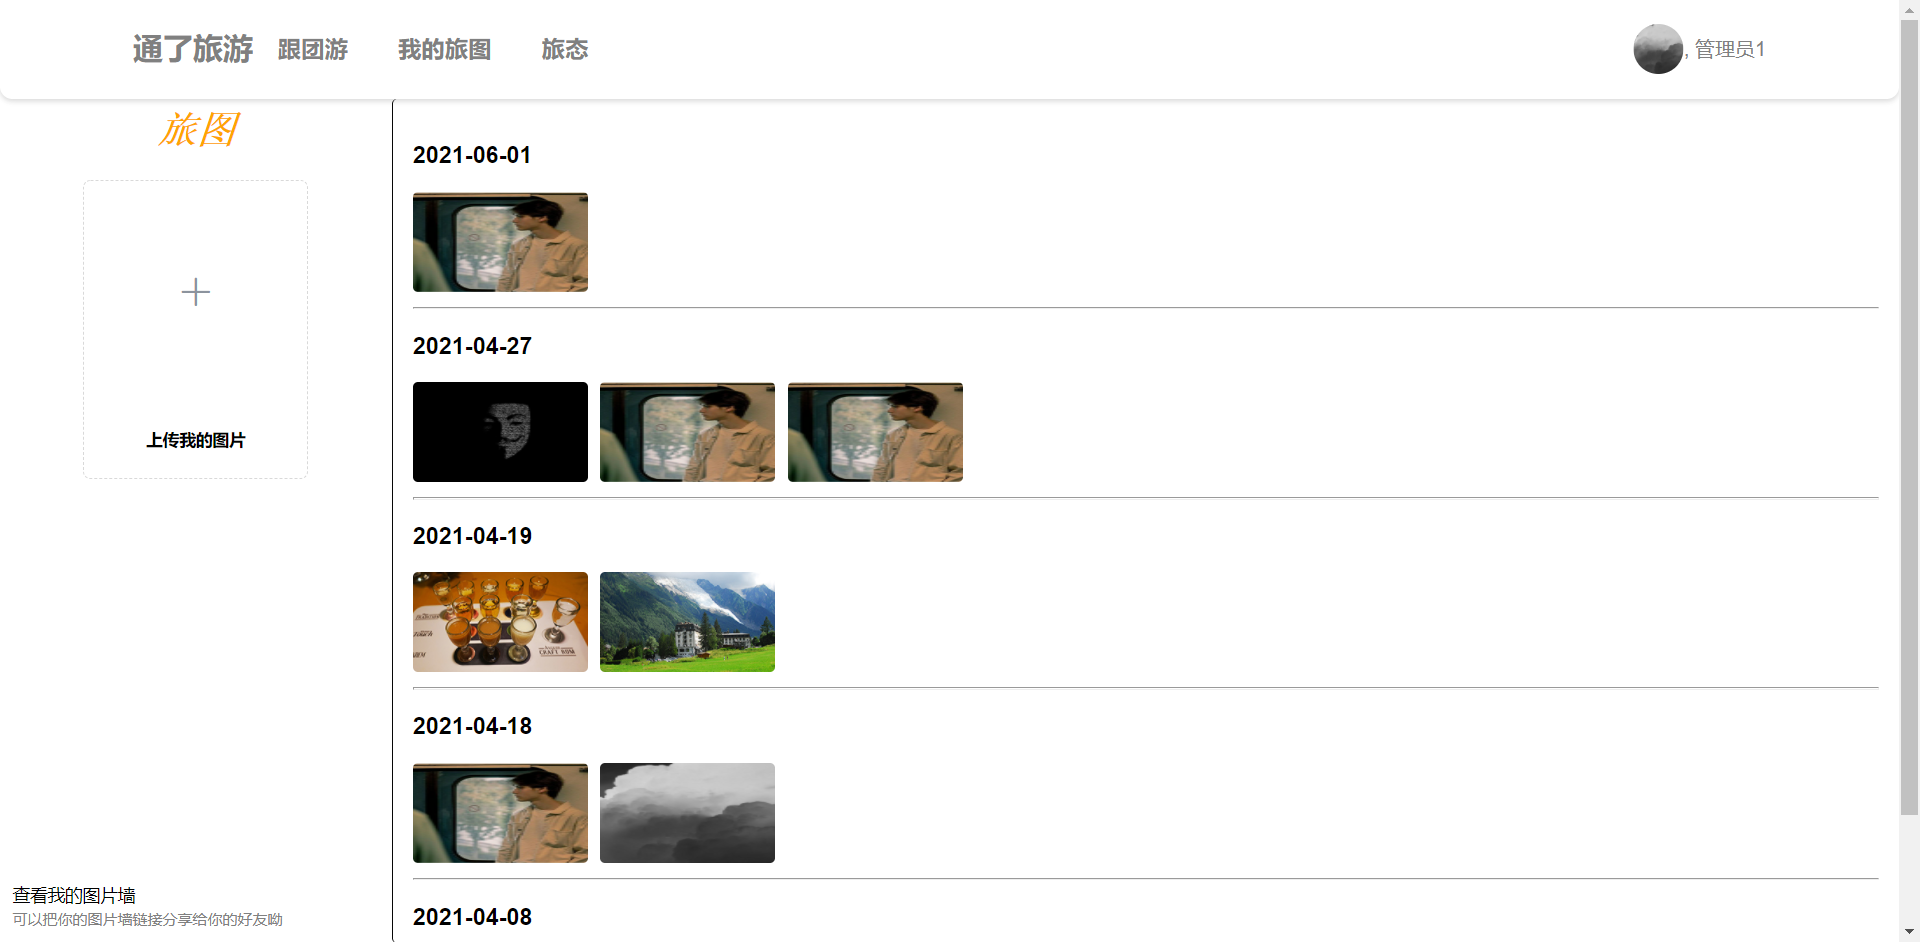 通了旅游 跟团游 我的旅图 旅态 , 管理员1
旅图
上传我的图片
查看我的图片墙
可以把你的图片墙链接分享给你的好友呦
2021-06-01
2021-04-27
2021-04-19
CRAFT
2021-04-18
2021-04-08